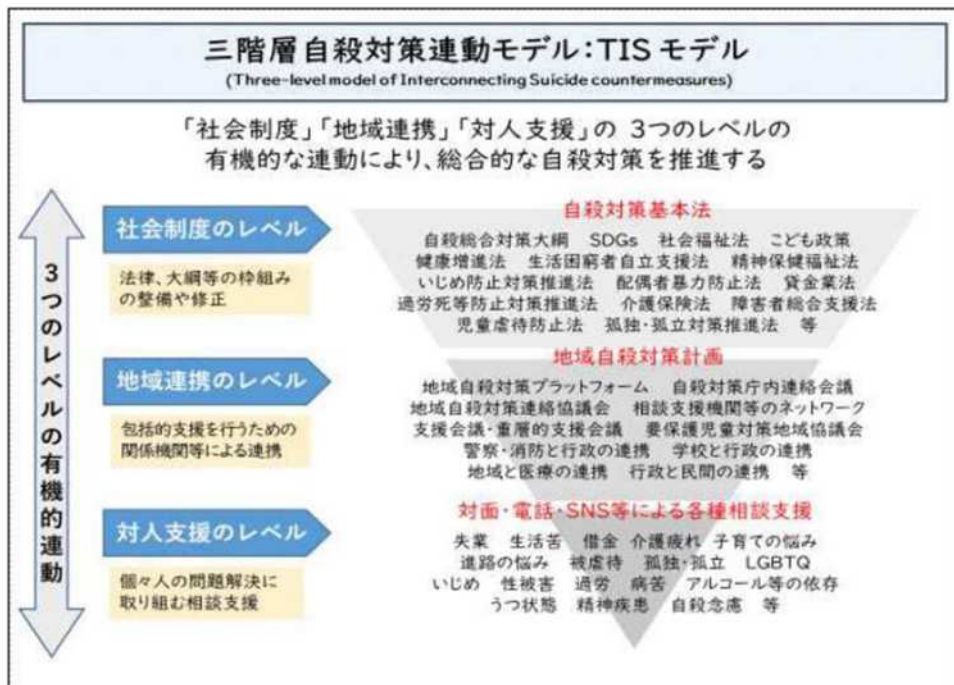 三階層自殺対策連動モデル:TISモデル
(Three-level model of Interconnecting Suicide countermeasures)
「社会制度」「地域連携」「対人支援」の 3つのレベルの
有機的な連動により、総合的な自殺対策を推進する
3つのレベルの有機的連動
社会制度のレベル
法律、大綱等の枠組み
の整備や修正
自殺対策基本法
自殺総合対策大綱 SDGs 社会福祉法 こども政策
健康増進法 生活困窮者自立支援法 精神保健福祉法
いじめ防止対策推進法 配偶者暴力防止法 貸金業法
過労死等防止対策推進法 介護保険法 障害者総合支援法
児童虐待防止法 孤独・孤立対策推進法 等
地域連携のレベル
包括的支援を行うための
関係機関等による連携
地域自殺対策計画
地域自殺対策プラットフォーム 自殺対策庁内連絡会議
地域自殺対策連絡協議会 相談支援機関等のネットワーク
支援会議・重層的支援会議 要保護児童対策地域協議会
警察・消防と行政の連携 学校と行政の連携
地域と医療の連携 行政と民間の連携 等
対人支援のレベル
個々人の問題解決に
取り組む相談支援
対面・電話・SNS等による各種相談支援
失業 生活苦 借金 介護疲れ 子育ての悩み
進路の悩み 被虐待 孤独・孤立 LGBTQ
いじめ 性被害 過労 病苦 アルコール等の依存
うつ状態 精神疾患 自殺念慮 等